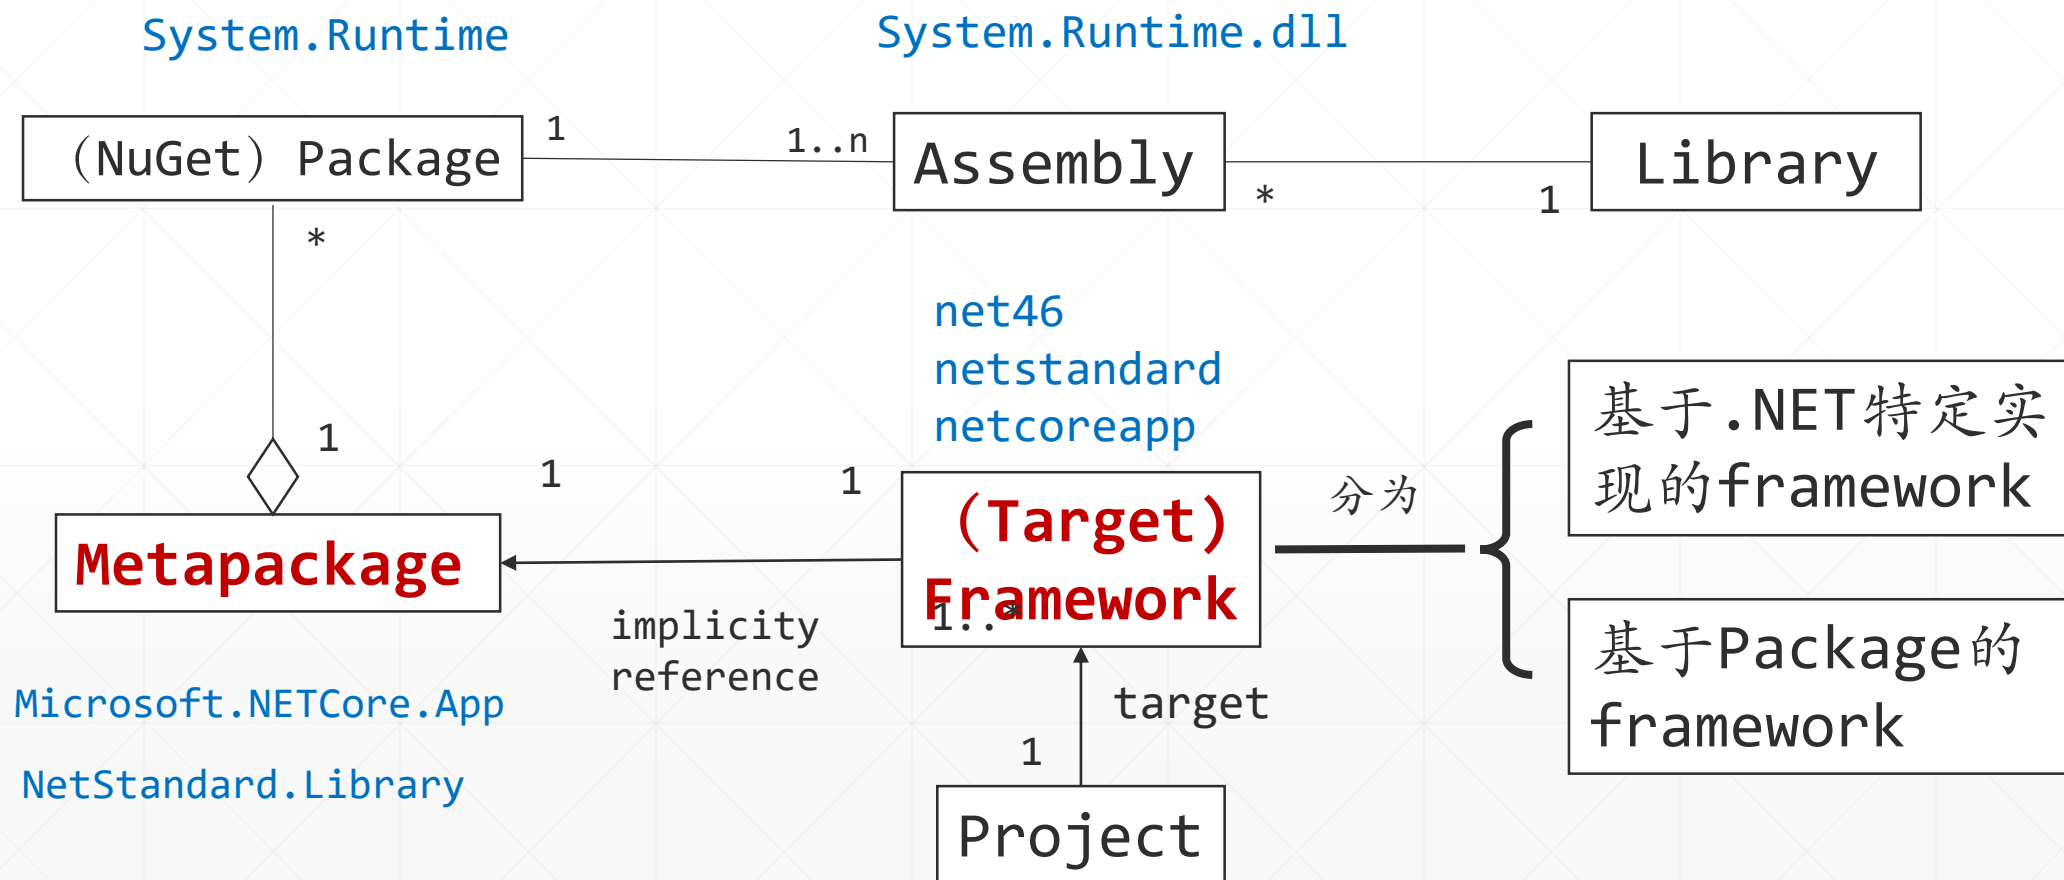 System.Runtime
System.Runtime.dll
（NuGet）Package
1
1..n
Assembly
*
1
Library
*
1
net46
netstandard
netcoreapp
1
1
（Target)
Framework
1..*
分为
基于.NET特定实
现的framework
基于Package的
framework
Metapackage
implicity
reference
Microsoft.NETCore.App
NetStandard.Library
target
1
Project